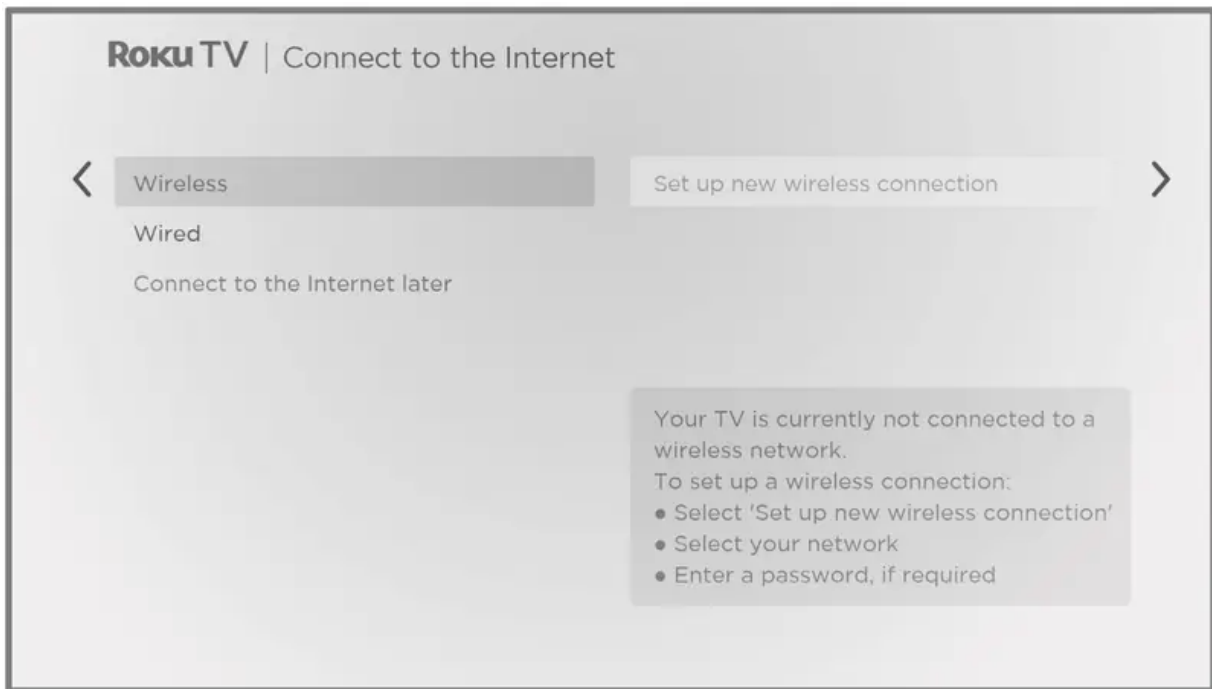 Roku TV | Connect to the Internet
Wireless
Set up new wireless connection
Wired
Connect to the Internet later
Your TV is currently not connected to a
wireless network.
To set up a wireless connection:
● Select 'Set up new wireless connection'
● Select your network
● Enter a password, if required